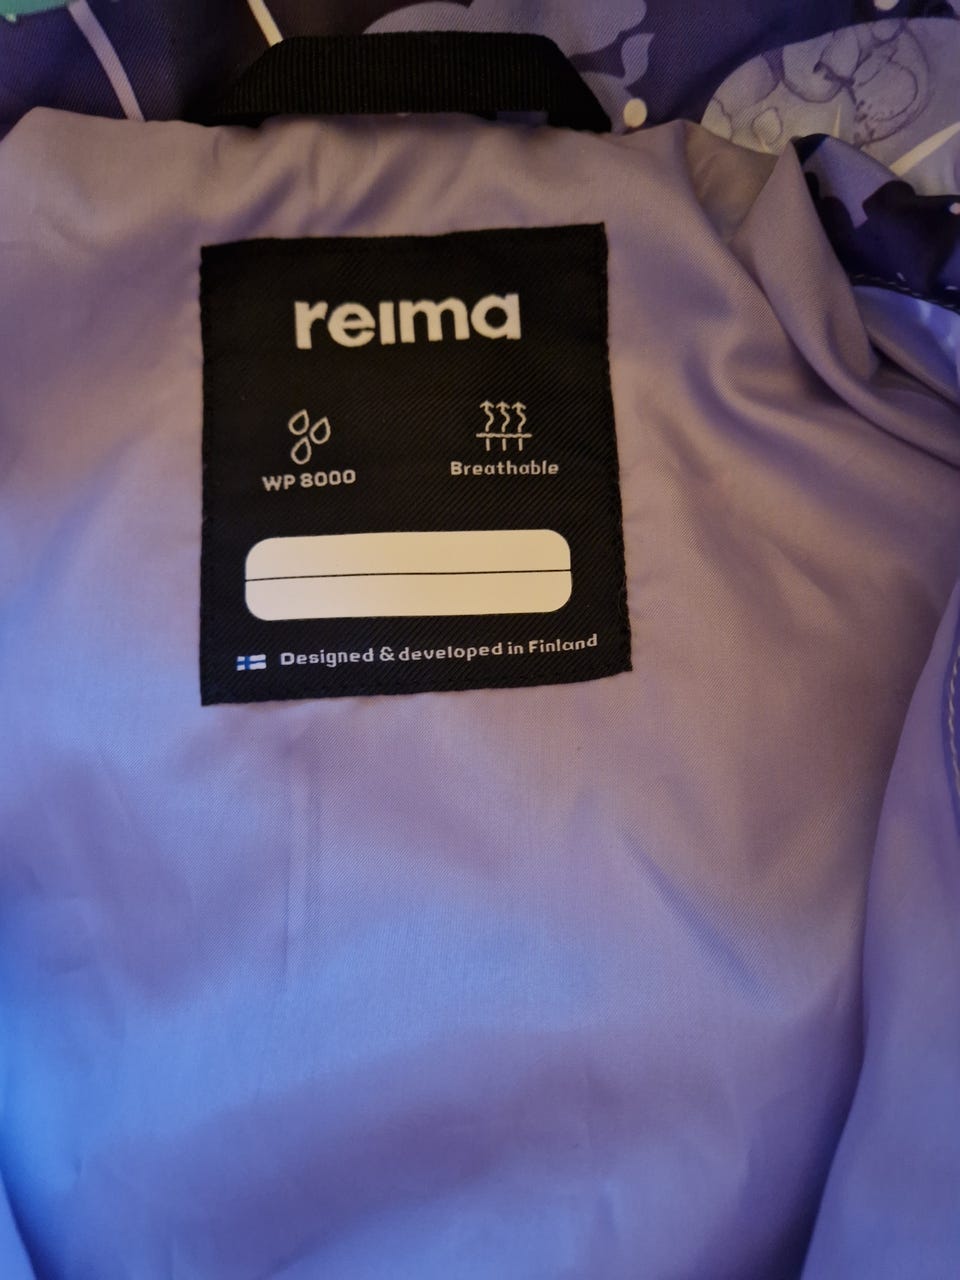 reima
WP 8000
Breathable
Designed & developed in Finland